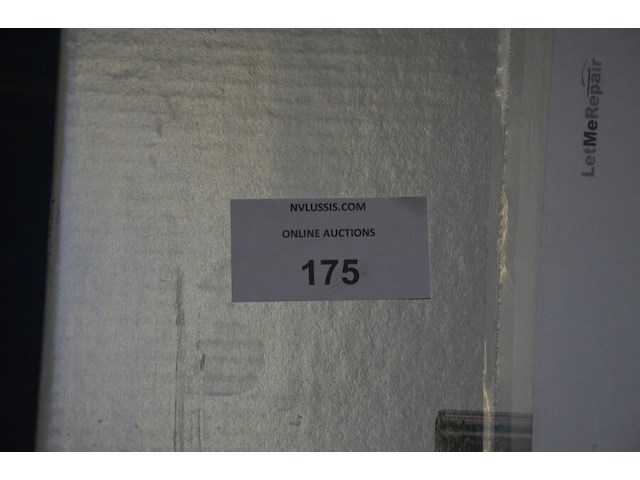 NVLUSSIS.COM
ONLINE AUCTIONS
175
LetMeRepair